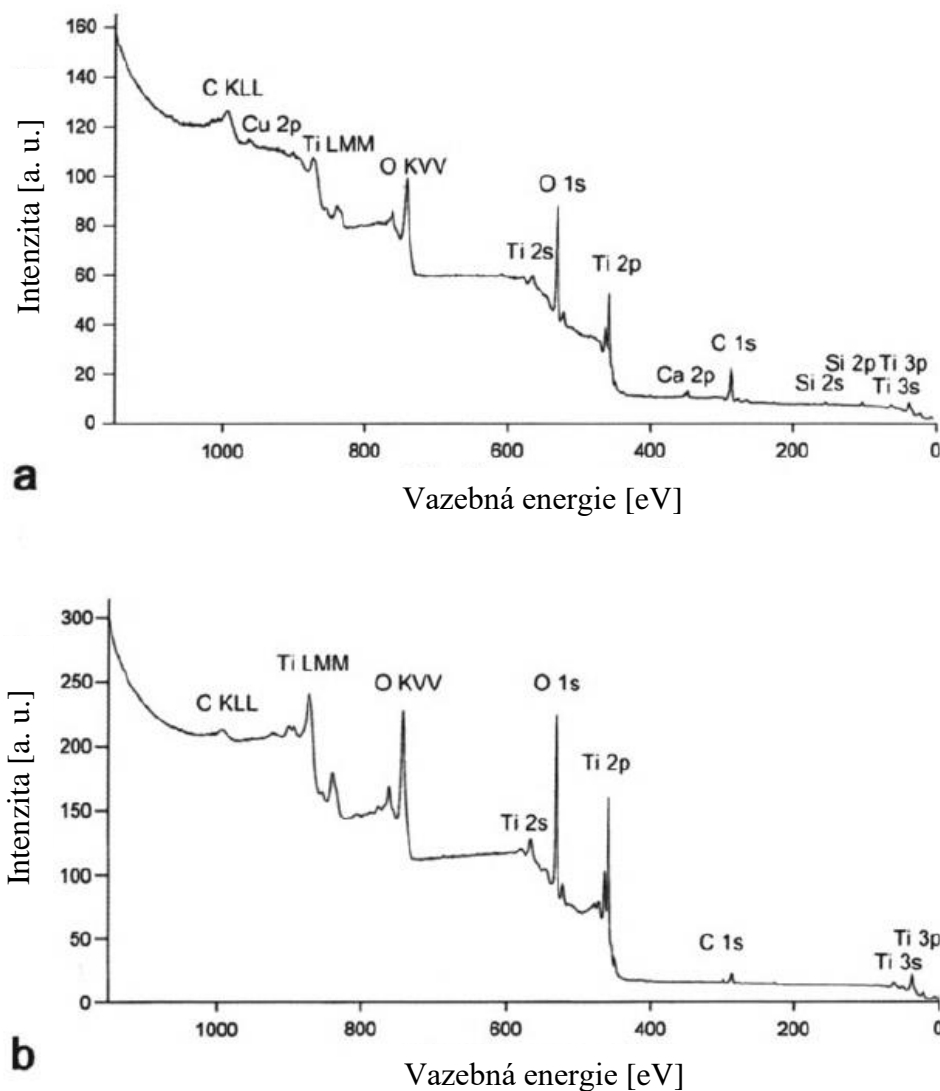 160
140
120
100
80
60
40
20
0
Intenzita [a. u.]
C KLL
Cu 2p
Ti LMM
O KVV
O 1s
Ti 2s
Ti 2p
C 1s
Ca 2p
Si 2p Ti 3p
Si 2s Ti 3s
1000 800 600 400 200 0
a
Vazebná energie [eV]
300
250
200
150
100
50
0
Intenzita [a. u.]
Ti LMM
C KLL
O KVV
O 1s
Ti 2p
Ti 2s
C 1s
Ti 3p
Ti 3s
1000 800 600 400 200 0
b
Vazebná energie [eV]